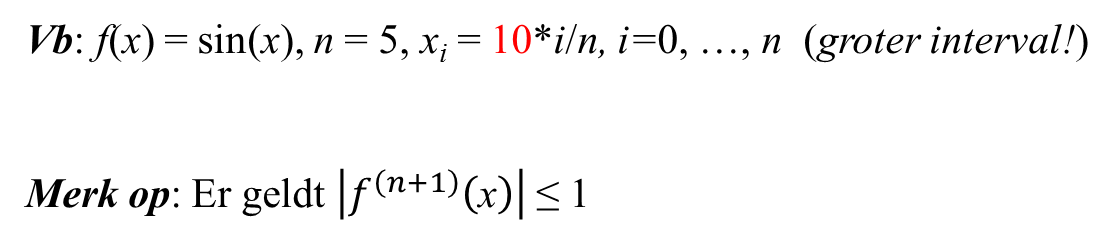 Vb: f(x) = sin(x), n = 5, xᵢ = 10*i/n, i=0, …, n (groter interval!)
Merk op: Er geldt |f⁽ⁿ⁺¹⁾(x)| ≤ 1